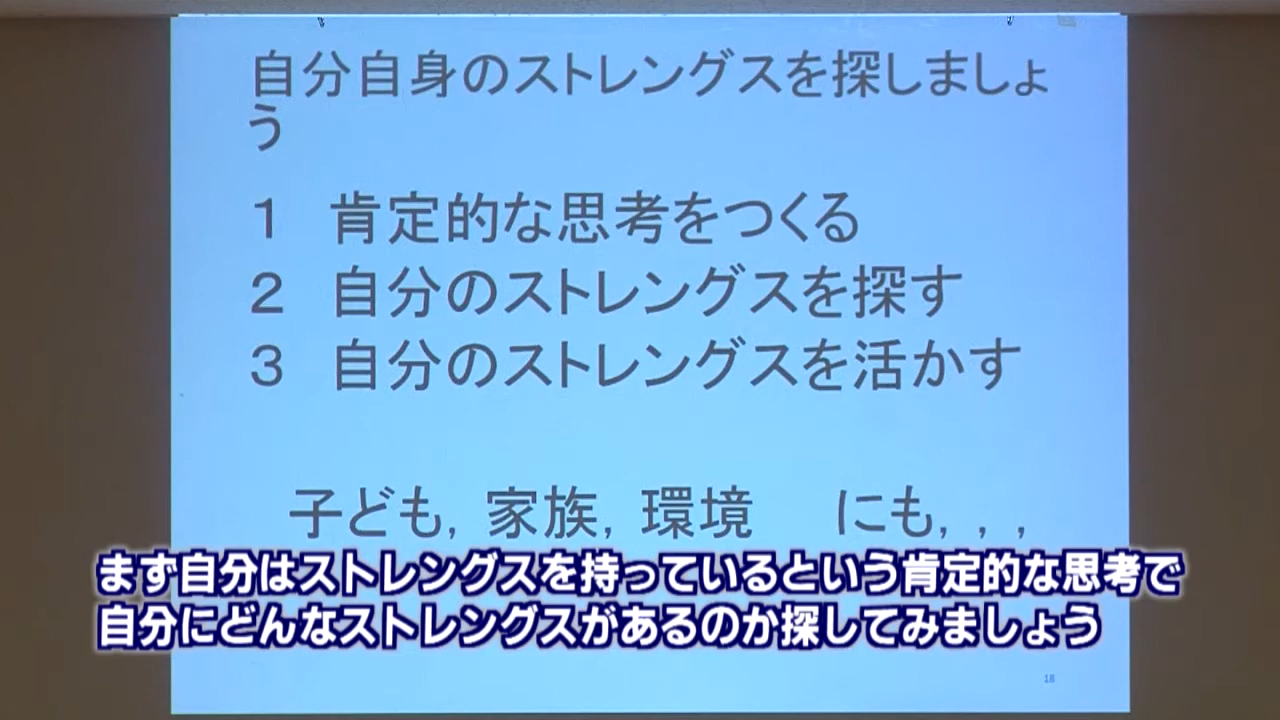 自分自身のストレングスを探しましょ
う
１　肯定的な思考をつくる
２　自分のストレングスを探す
３　自分のストレングスを活かす
子ども，家族，環境　にも，，，
まず自分はストレングスを持っているという肯定的な思考で
自分にどんなストレングスがあるのか探してみましょう
18